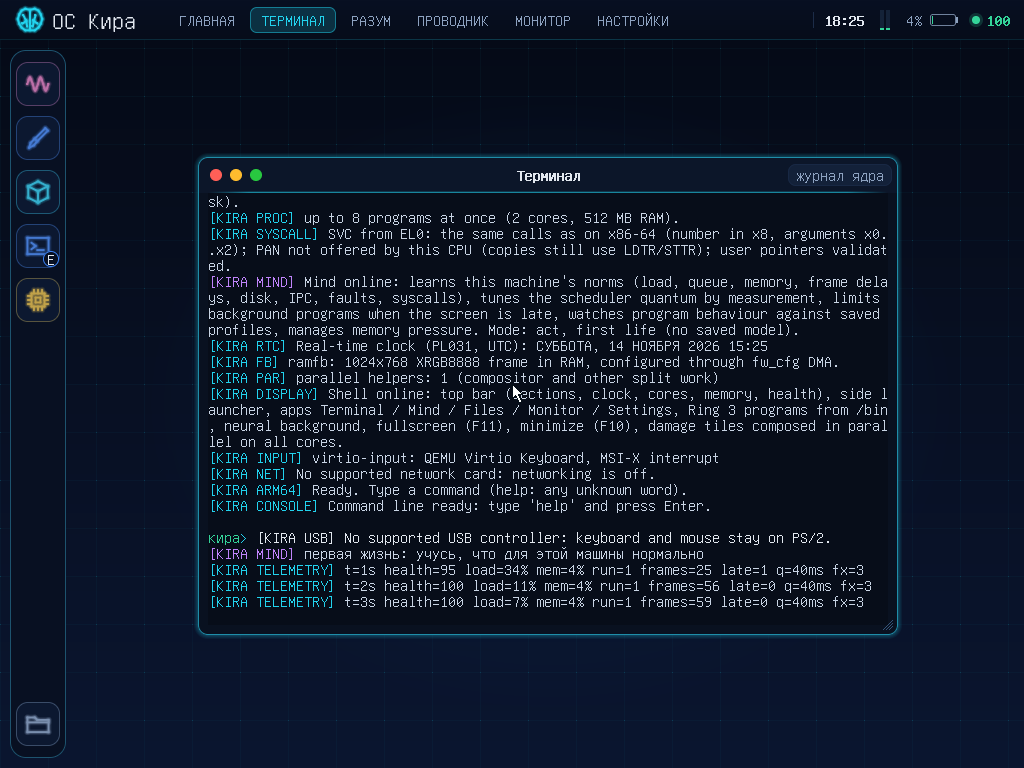 ОС Кира
ГЛАВНАЯ ТЕРМИНАЛ РАЗУМ ПРОВОДНИК МОНИТОР НАСТРОЙКИ
18:25 4% 100
E
Терминал
журнал ядра
sk).
[KIRA PROC] up to 8 programs at once (2 cores, 512 MB RAM).
[KIRA SYSCALL] SVC from EL0: the same calls as on x86-64 (number in x8, arguments x0.
.x2); PAN not offered by this CPU (copies still use LDTR/STTR); user pointers validat
ed.
[KIRA MIND] Mind online: learns this machine's norms (load, queue, memory, frame dela
ys, disk, IPC, faults, syscalls), tunes the scheduler quantum by measurement, limits
background programs when the screen is late, watches program behaviour against saved
profiles, manages memory pressure. Mode: act, first life (no saved model).
[KIRA RTC] Real-time clock (PL031, UTC): СУББОТА, 14 НОЯБРЯ 2026 15:25
[KIRA FB] ramfb: 1024x768 XRGB8888 frame in RAM, configured through fw_cfg DMA.
[KIRA PAR] parallel helpers: 1 (compositor and other split work)
[KIRA DISPLAY] Shell online: top bar (sections, clock, cores, memory, health), side l
auncher, apps Terminal / Mind / Files / Monitor / Settings, Ring 3 programs from /bin
, neural background, fullscreen (F11), minimize (F10), damage tiles composed in paral
lel on all cores.
[KIRA INPUT] virtio-input: QEMU Virtio Keyboard, MSI-X interrupt
[KIRA NET] No supported network card: networking is off.
[KIRA ARM64] Ready. Type a command (help: any unknown word).
[KIRA CONSOLE] Command line ready: type 'help' and press Enter.
кира> [KIRA USB] No supported USB controller: keyboard and mouse stay on PS/2.
[KIRA MIND] первая жизнь: учусь, что для этой машины нормально
[KIRA TELEMETRY] t=1s health=95 load=34% mem=4% run=1 frames=25 late=1 q=40ms fx=3
[KIRA TELEMETRY] t=2s health=100 load=11% mem=4% run=1 frames=56 late=0 q=40ms fx=3
[KIRA TELEMETRY] t=3s health=100 load=7% mem=4% run=1 frames=59 late=0 q=40ms fx=3